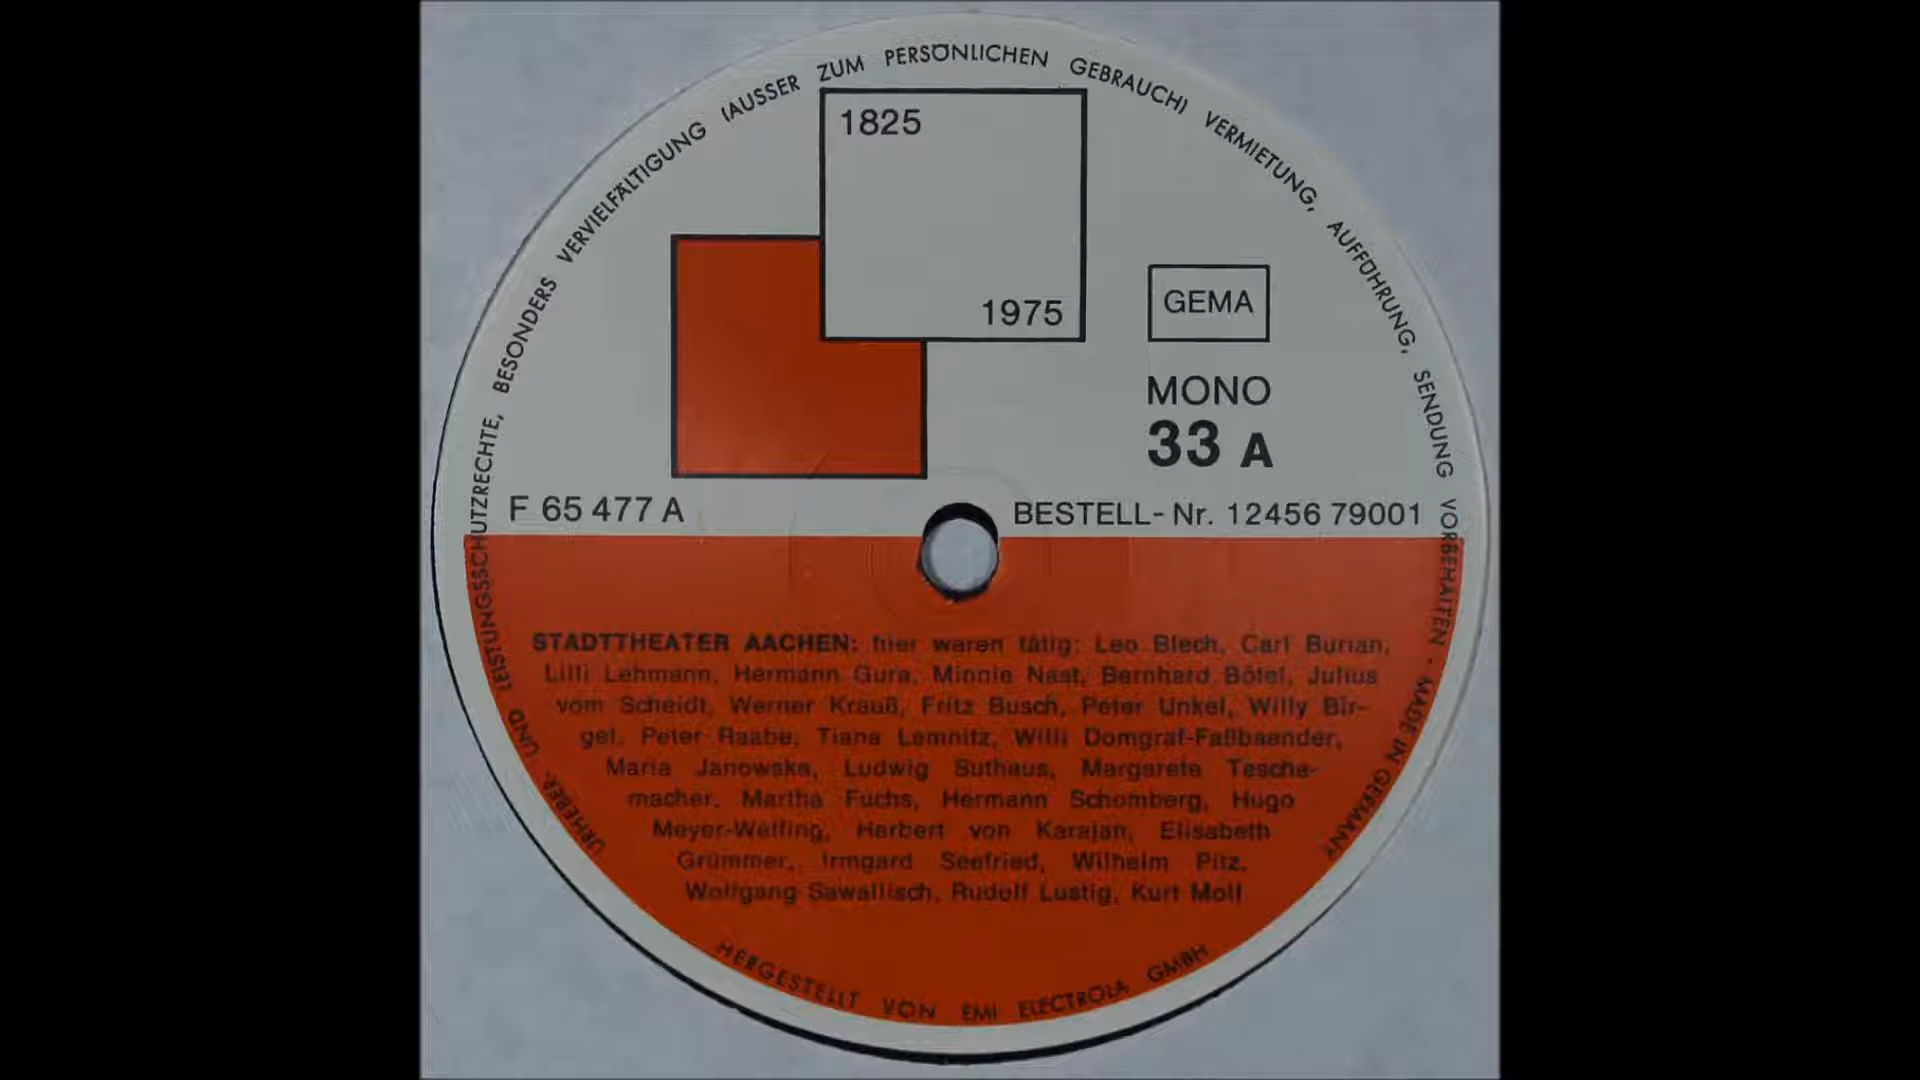 URHEBER- UND LEISTUNGSSCHUTZRECHTE, BESONDERS VERVIELFÄLTIGUNG (AUSSER ZUM PERSÖNLICHEN GEBRAUCH) VERMIETUNG, AUFFÜHRUNG, SENDUNG VORBEHALTEN · MADE IN GERMANY
1825
1975
GEMA
MONO
33 A
F 65 477 A
BESTELL- Nr. 12456 79001
STADTTHEATER AACHEN: hier waren tätig: Leo Blech, Carl Burian,
Lilli Lehmann, Hermann Gura, Minnie Nast, Bernhard Bötel, Julius
vom Scheidt, Werner Krauß, Fritz Busch, Peter Unkel, Willy Bir-
gel, Peter Raabe, Tiana Lemnitz, Willi Domgraf-Faßbaender,
Maria Janowska, Ludwig Suthaus, Margarete Tesche-
macher, Martha Fuchs, Hermann Schomberg, Hugo
Meyer-Welfing, Herbert von Karajan, Elisabeth
Grümmer, Irmgard Seefried, Wilhelm Pitz,
Wolfgang Sawallisch, Rudolf Lustig, Kurt Moll
HERGESTELLT VON EMI ELECTROLA GMBH